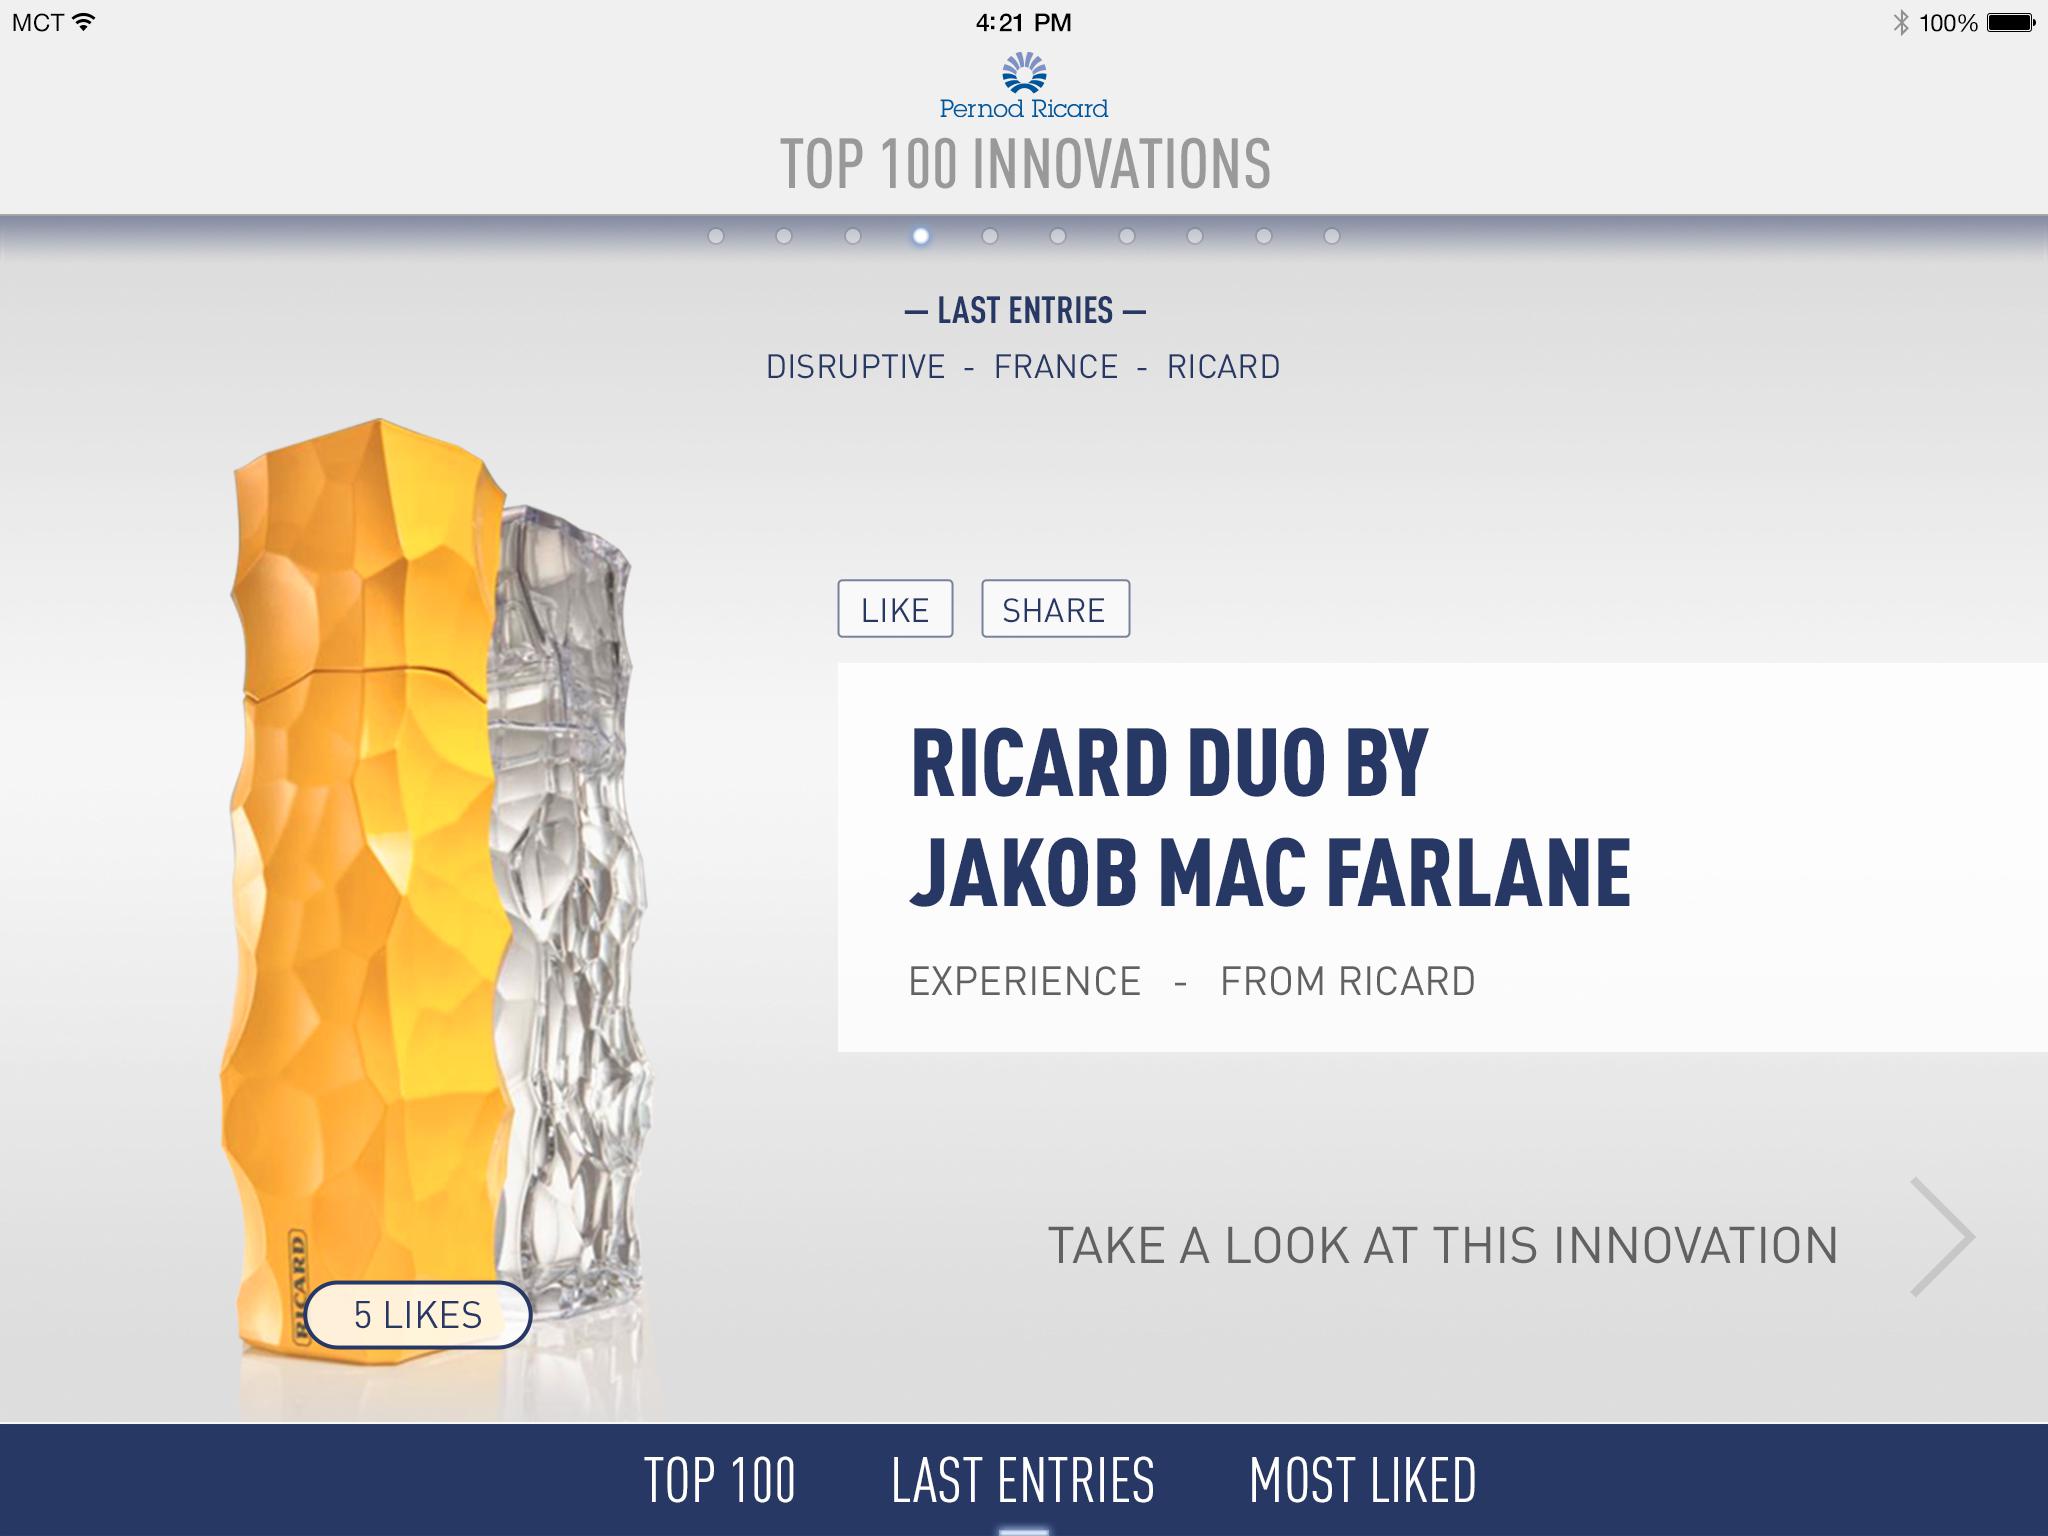 MCT
4:21 PM
100%
Pernod Ricard
TOP 100 INNOVATIONS
— LAST ENTRIES —
DISRUPTIVE - FRANCE - RICARD
LIKE
SHARE
RICARD DUO BY
JAKOB MAC FARLANE
EXPERIENCE - FROM RICARD
TAKE A LOOK AT THIS INNOVATION
RICARD
5 LIKES
TOP 100
LAST ENTRIES
MOST LIKED